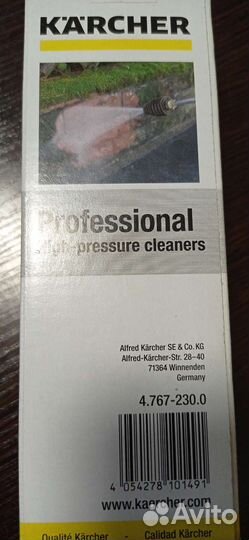 KÄRCHER
Professional
High-pressure cleaners
Alfred Kärcher SE & Co. KG
Alfred-Kärcher-Str. 28-40
71364 Winnenden
Germany
4.767-230.0
4 054278 101491
www.kaercher.com
Qualité Kärcher - Calidad Kärcher
Avito